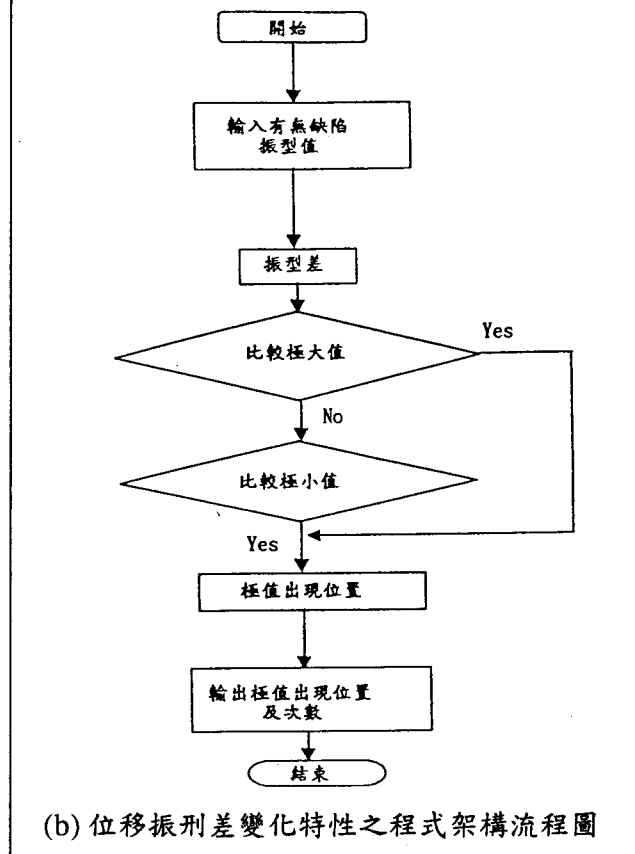 開始
輸入有無缺陷
振型值
振型差
比較極大值
Yes
No
比較極小值
Yes
極值出現位置
輸出極值出現位置
及次數
結束
(b) 位移振刑差變化特性之程式架構流程圖